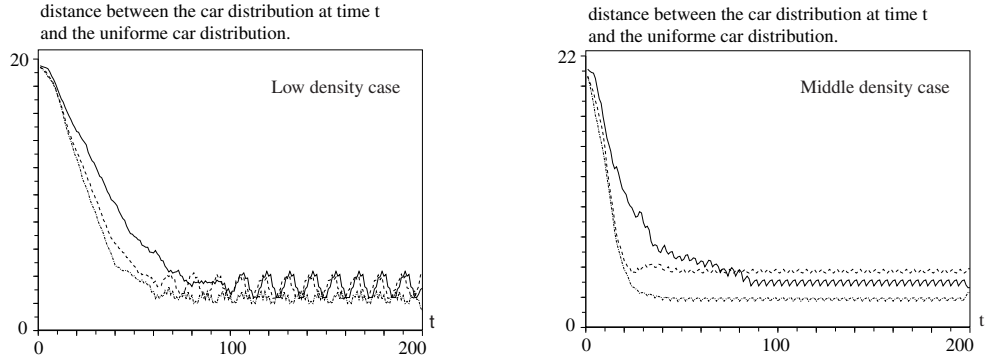 distance between the car distribution at time t
and the uniforme car distribution.
20
Low density case
0
0
100
200
t
distance between the car distribution at time t
and the uniforme car distribution.
22
Middle density case
0
0
100
200
t